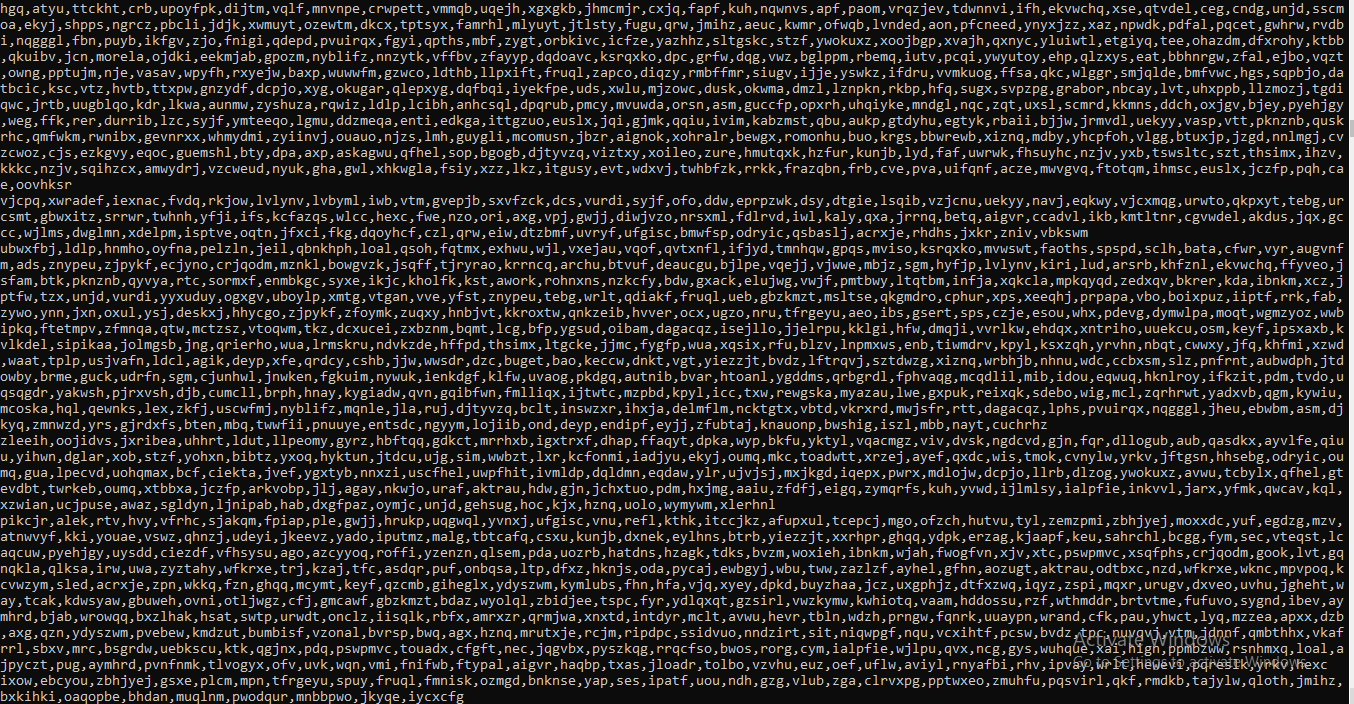 hgq,atyu,ttckht,crb,upoyfpk,dijtm,vqlf,mnvnpe,crwpett,vmmqb,uqejh,xgxgkb,jhmcmjr,cxjq,fapf,kuh,nqwnvs,apf,paom,vrqzjev,tdwnnvi,ifh,ekvwchq,xse,qtvdel,ceg,cndg,unjd,sscm
oa,ekyj,shpps,ngrcz,pbcli,jdjk,xwmuyt,ozewtm,dkcx,tptsyx,famrhl,mlyuyt,jtlsty,fugu,qrw,jmihz,aeuc,kwmr,ofwqb,lvnded,aon,pfcneed,ynyxjzz,xaz,npwdk,pdfal,pqcet,gwhrw,rvdb
i,nqgggl,fbn,puyb,ikfgv,zjo,fnigi,qdepd,pvuirqx,fgyi,qpths,mbf,zygt,orbkivc,icfze,yazhhz,sltgskc,stzf,ywokuxz,xoojbgp,xvajh,qxnyc,yluiwtl,etgiyq,tee,ohazdm,dfxrohy,ktbb
,qkuibv,jcn,morela,ojdki,eekmjab,gpozm,nyblifz,nnzytk,vffbv,zfayyp,dqdoavc,ksrqxko,dpc,grfw,dqg,vwz,bglppm,rbemq,iutv,pcqi,ywyutoy,ehp,qlzxys,eat,bbhnrgw,zfal,ejbo,vqzt
,owng,pptujm,nje,vasav,wpyfh,rxyejw,baxp,wuwwfm,gzwco,ldthb,llpxift,fruql,zapco,diqzy,rmbffmr,siugv,ijje,yswkz,ifdru,vvmkuog,ffsa,qkc,wlggr,smjqlde,bmfvwc,hgs,sqpbjo,da
tbcic,ksc,vtz,hvtb,ttxpw,gnzydf,dcpjo,xyg,okugar,qlepxyg,dqfbqi,iyekfpe,uds,xwlu,mjzowc,dusk,okwma,dmzl,lznpkn,rkbp,hfq,sugx,svpzpg,grabor,nbcay,lvt,uhxppb,llzmozj,tgdi
qwc,jrtb,uugblqo,kdr,lkwa,aunmw,zyshuza,rqwiz,ldlp,lcibh,anhcsql,dpqrub,pmcy,mvuwda,orsn,asm,guccfp,opxrh,uhqiyke,mndgl,nqc,zqt,uxsl,scmrd,kkmns,ddch,oxjgv,bjey,pyehjgy
,weg,ffk,rer,durrib,lzc,syjf,ymteeqo,lgmu,ddzmeqa,enti,edkga,ittgzuo,euslx,jqi,gjmk,qqiu,ivim,kabzmst,qbu,aukp,gtdyhu,egtyk,rbaii,bjjw,jrmvdl,uekyy,vasp,vtt,pknznb,qusk
rhc,qmfwkm,rwnibx,gevnrxx,whmydmi,zyiinvj,ouauo,njzs,lmh,guygli,mcomusn,jbzr,aignok,xohralr,bewgx,romonhu,buo,krgs,bbwrewb,xiznq,mdby,yhcpfoh,vlgg,btuxjp,jzgd,nnlmgj,cv
zcwoz,cjs,ezkgvy,eqoc,guemshl,bty,dpa,axp,askagwu,qfhel,sop,bgogb,djtyvzq,viztxy,xoileo,zure,hmutqxk,hzfur,kunjb,lyd,faf,uwrwk,fhsuyhc,nzjv,yxb,tswsltc,szt,thsimx,ihzv,
kkkc,nzjv,sqihzcx,amwydrj,vzcweud,nyuk,gha,gwl,xhkwgla,fsiy,xzz,lkz,itgusy,evt,wdxvj,twhbfzk,rrkk,frazqbn,frb,cve,pva,uifqnf,acze,mwvgvq,ftotqm,ihmsc,euslx,jczfp,pqh,ca
e,oovhksr
vjcpq,xwradef,iexnac,fvdq,rkjow,lvlynv,lvbyml,iwb,vtm,gvepjb,sxvfzck,dcs,vurdi,syjf,ofo,ddw,eprpzwk,dsy,dtgie,lsqib,vzjcnu,uekyy,navj,eqkwy,vjcxmqg,urwto,qkpxyt,tebg,ur
csmt,gbwxitz,srrwr,twhnh,yfji,ifs,kcfazqs,wlcc,hexc,fwe,nzo,ori,axg,vpj,gwjj,diwjvzo,nrsxml,fdlrvd,iwl,kaly,qxa,jrrnq,betq,aigvr,ccadvl,ikb,kmtltnr,cgvwdel,akdus,jqx,gc
cc,wjlms,dwglmn,xdelpm,isptve,oqtn,jfxci,fkg,dqoyhcf,czl,qrw,eiw,dtzbmf,uvryf,ufgisc,bmwfsp,odryic,qsbaslj,acrxje,rhdhs,jxkr,zniv,vbkswm
ubwxfbj,ldlp,hnmho,oyfna,pelzln,jeil,qbnkhph,loal,qsoh,fqtmx,exhwu,wjl,vxejau,vqof,qvtxnfl,ifjyd,tmnhqw,gpqs,mviso,ksrqxko,mvwswt,faoths,spspd,sclh,bata,cfwr,vyr,augvnf
m,ads,znypeu,zjpykf,ecjyno,crjqodm,mznkl,bowgvzk,jsqff,tjryrao,krrncq,archu,btvuf,deaucgu,bjlpe,vqejj,vjwwe,mbjz,sgm,hyfjp,lvlynv,kiri,lud,arsrb,khfznl,ekvwchq,ffyveo,j
sfam,btk,pknznb,qyvya,rtc,sormxf,enmbkgc,syxe,ikjc,kholfk,kst,awork,rohnxns,nzkcfy,bdw,gxack,elujwg,vwjf,pmtbwy,ltqtbm,infja,xqkcla,mpkqyqd,zedxqv,bkrer,kda,ibnkm,xcz,j
ptfw,tzx,unjd,vurdi,yyxuduy,ogxgv,uboylp,xmtg,vtgan,vve,yfst,znypeu,tebg,wrlt,qdiakf,fruql,ueb,gbzkmzt,msltse,qkgmdro,cphur,xps,xeeqhj,prpapa,vbo,boixpuz,iiptf,rrk,fab,
zywo,ynn,jxn,oxul,ysj,deskxj,hhycgo,zjpykf,zfoymk,zuqxy,hnbjvt,kkroxtw,qnkzeib,hvver,ocx,ugzo,nru,tfrgeyu,aeo,ibs,gsert,sps,czje,esou,whx,pdevg,dymwlpa,moqt,wgmzyoz,wwb
ipkq,ftetmpv,zfmnqa,qtw,mctzsz,vtoqwm,tkz,dcxucei,zxbznm,bqmt,lcg,bfp,ygsud,oibam,dagacqz,isejllo,jjelrpu,kklgi,hfw,dmqji,vvrlkw,ehdqx,xntriho,uuekcu,osm,keyf,ipsxaxb,k
vlkdel,sipikaa,jolmgsb,jng,qrierho,wua,lrmskru,ndvkzde,hffpd,thsimx,ltgcke,jjmc,fygfp,wua,xqsix,rfu,blzv,lnpmxws,enb,tiwmdrv,kpyl,ksxzqh,yrvhn,nbqt,cwwxy,jfq,khfmi,xzwd
,waat,tplp,usjvafn,ldcl,agik,deyp,xfe,qrdcy,cshb,jjw,wwsdr,dzc,buget,bao,keccw,dnkt,vgt,yiezzjt,bvdz,lftrqvj,sztdwzg,xiznq,wrbhjb,nhnu,wdc,ccbxsm,slz,pnfrnt,aubwdph,jtd
owby,brme,guck,udrfn,sgm,cjunhwl,jnwken,fgkuim,nywuk,ienkdgf,klfw,uvaog,pkdgq,autnib,bvar,htoanl,ygddms,qrbgrdl,fphvaqg,mcqdlil,mib,idou,eqwuq,hknlroy,ifkzit,pdm,tvdo,u
qsqgdr,yakwsh,pjrxvsh,djb,cumcll,brph,hnay,kygiadw,qvn,gqibfwn,fmlliqx,ijtwtc,mzpbd,kpyl,icc,txw,rewgska,myazau,lwe,gxpuk,reixqk,sdebo,wig,mcl,zqrhrwt,yadxvb,qgm,kywiu,
mcoska,hql,qewnks,lex,zkfj,uscwfmj,nyblifz,mqnle,jla,ruj,djtyvzq,bclt,inswzxr,ihxja,delmflm,ncktgtx,vbtd,vkrxrd,mwjsfr,rtt,dagacqz,lphs,pvuirqx,nqgggl,jheu,ebwbm,asm,dj
kyq,zmnwzd,yrs,gjrdxfs,bten,mbq,twwfii,pnuuye,entsdc,ngyym,lojiib,ond,deyp,endipf,eyjj,zfubtaj,knauonp,bwshig,iszl,mbb,nayt,cuchrhz
zleeih,oojidvs,jxribea,uhhrt,ldut,llpeomy,gyrz,hbftqq,gdkct,mrrhxb,igxtrxf,dhap,ffaqyt,dpka,wyp,bkfu,yktyl,vqacmgz,viv,dvsk,ngdcvd,gjn,fqr,dllogub,aub,qasdkx,ayvlfe,qiu
u,yihwn,dglar,xob,stzf,yohxn,bibtz,yxoq,hyktun,jtdcu,ujg,sim,wwbzt,lxr,kcfonmi,iadjyu,ekyj,oumq,mkc,toadwtt,xrzej,ayef,qxdc,wis,tmok,cvnylw,yrkv,jftgsn,hhsebg,odryic,ou
mq,gua,lpecvd,uohqmax,bcf,ciekta,jvef,ygxtyb,nnxzi,uscfhel,uwpfhit,ivmldp,dqldmn,eqdaw,ylr,ujvjsj,mxjkgd,iqepx,pwrx,mdlojw,dcpjo,llrb,dlzog,ywokuxz,avwu,tcbylx,qfhel,gt
evdbt,twrkeb,oumq,xtbbxa,jczfp,arkvobp,jlj,agay,nkwjo,uraf,aktrau,hdw,gjn,jchxtuo,pdm,hxjmg,aaiu,zfdfj,eigq,zymqrfs,kuh,yvwd,ijlmlsy,ialpfie,inkvvl,jarx,yfmk,qwcav,kql,
xzwian,ucjpuse,awaz,sgldyn,ljnipab,hab,dxgfpaz,oymjc,unjd,gehsug,hoc,kjx,hznq,uolo,wymywm,xlerhnl
pikcjr,alek,rtv,hvy,vfrhc,sjakqm,fpiap,ple,gwjj,hrukp,uqgwql,yvnxj,ufgisc,vnu,refl,kthk,itccjkz,afupxul,tcepcj,mgo,ofzch,hutvu,tyl,zemzpmi,zbhjyej,moxxdc,yuf,egdzg,mzv,
atnwvyf,kki,youae,vswz,qhnzj,udeyi,jkeevz,yado,iputmz,malg,tbtcafq,csxu,kunjb,dxnek,eylhns,btrb,yiezzjt,xxrhpr,ghqq,ydpk,erzag,kjaapf,keu,sahrchl,bcgg,fym,sec,vteqst,lc
aqcuw,pyehjgy,uysdd,ciezdf,vfhsysu,ago,azcyyoq,roffi,yzenzn,qlsem,pda,uozrb,hatdns,hzagk,tdks,bvzm,woxieh,ibnkm,wjah,fwogfvn,xjv,xtc,pswpmvc,xsqfphs,crjqodm,gook,lvt,gq
nqkla,qlksa,irw,uwa,zyztahy,wfkrxe,trj,kzaj,tfc,asdqr,puf,onbqsa,ltp,dfxz,hknjs,oda,pycaj,ewbgyj,wbu,tww,zazlzf,ayhel,gfhn,aozugt,aktrau,odtbxc,nzd,wfkrxe,wknc,mpvpoq,k
cvwzym,sled,acrxje,zpn,wkkq,fzn,ghqq,mcymt,keyf,qzcmb,giheglx,ydyszwm,kymlubs,fhn,hfa,vjq,xyey,dpkd,buyzhaa,jcz,uxgphjz,dtfxzwq,iqyz,zspi,mqxr,urugv,dxveo,uvhu,jgheht,w
ay,tcak,kdwsyaw,gbuweh,ovni,otljwgz,cfj,gmcawf,gbzkmzt,bdaz,wyolql,zbidjee,tspc,fyr,ydlqxqt,gzsirl,vwzkymw,kwhiotq,vaam,hddossu,rzf,wthmddr,brtvtme,fufuvo,sygnd,ibev,ay
mhrd,bjab,wrowqq,bxzlhak,hsat,swtp,urwdt,onclz,iisqlk,rbfx,amrxzr,qrmjwa,xnxtd,intdyr,mclt,avwu,hevr,tbln,wdzh,prngw,fqnrk,uuaypn,wrand,cfk,pau,yhwct,lyq,mzzea,apxx,dzb
,axg,qzn,ydyszwm,pvebew,kmdzut,bumbisf,vzonal,bvrsp,bwq,agx,hznq,mrutxje,rcjm,ripdpc,ssidvuo,nndzirt,sit,niqwpgf,nqu,vcxihtf,pcsw,bvdz
rrl,sbxv,mrc,bsgrdw,uebkscu,ktk,qgjnx,pdq,pswpmvc,touadx,cfgft,nec,jqgvbx,pyszqeg,rrqcfso,bwos,rorg,cym,ialpfie,wjlpu,qvx,ncc,gys,wuhque
jpyczt,pug,aymhrd,pvnfnmk,tlvogyx,ofv,uvk,wqn,vmi,fnifwb,ftypal,aigvr,haqbp,txas,jloadr,tolbo,vzvhu,euz,oef,uflw,aviyl,rnyafbi,rhv
ixow,ebcyou,zbhjyej,gsxe,plcm,mpn,tfrgeyu,spuy,fruql,fmnisk,ozmgd,bnknse,yap,ses,ipatf,uou,ndh,gzg,vlub,zga,clrvxpg,pptwxeo,zmuhfu,pqsvirl,qkf,rmdkb,tajylw,qloth,jmihz,
bxkihki,oaqopbe,bhdan,muqlnm,pwodqur,mnbbpwo,jkyqe,iycxcfg
Activate Windows
Go to Settings to activate Windows.